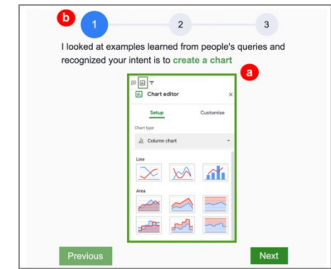 b
1 2 3
I looked at examples learned from people's queries and
recognized your intent is to create a chart
a
Chart editor ×
Setup Customise
Chart type
Column chart
Line
Area
Previous Next